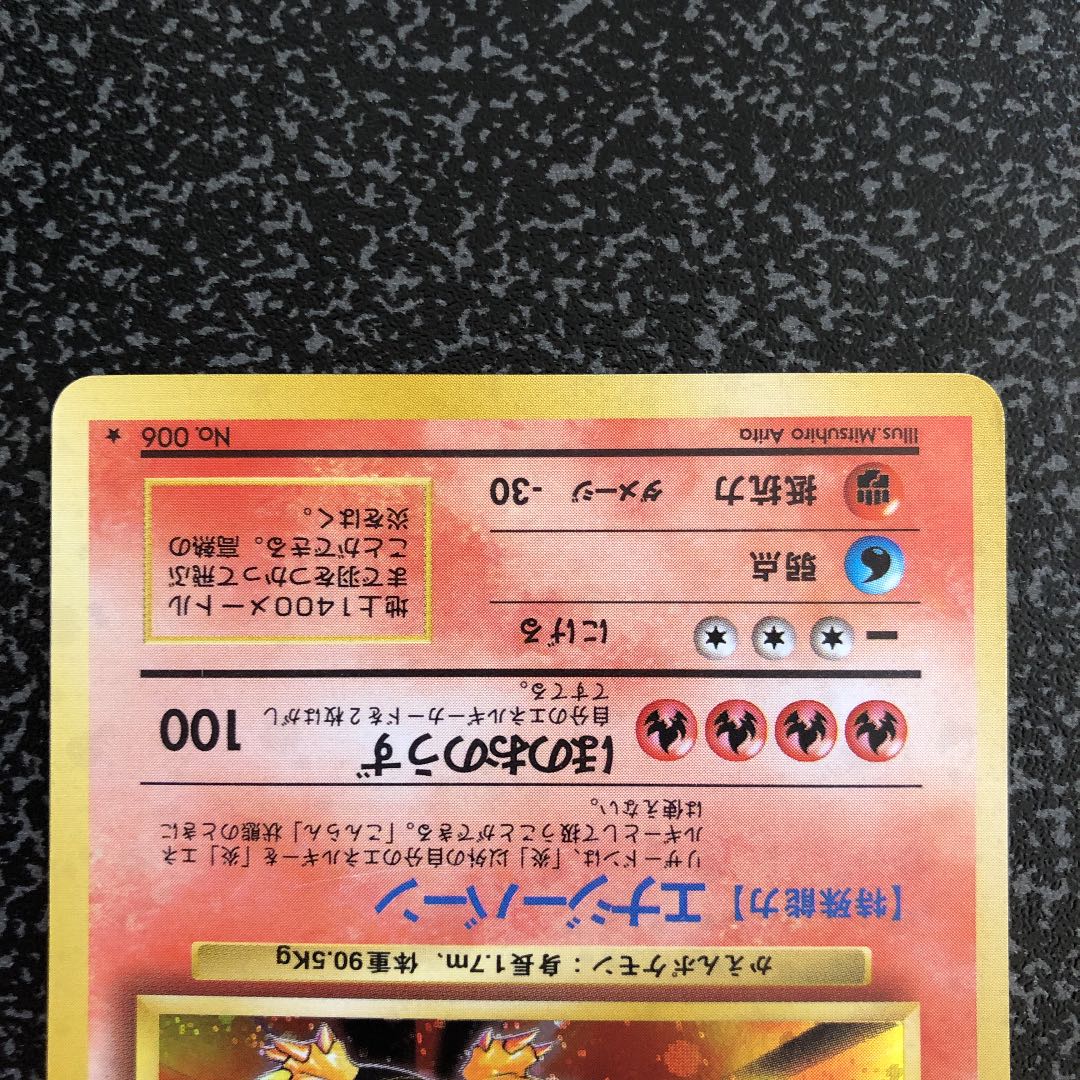 かえんポケモン：身長1.7m、体重90.5Kg
【特殊能力】エナジーバーン
リザードンは、「炎」以外の自分のエネルギーを「炎」エネ
ルギーとして扱うことができる。「こんらん」状態のときに
は使えない。
ほのおのうず 100
自分のエネルギーカードを2枚はがし
てすてる。
ー にげる
弱点
抵抗力 ダメージ -30
地上1400メートル
まで羽をつかって飛ぶ
ことができる。高熱の
炎をはく。
Illus.Mitsuhiro Arita No. 006 ★